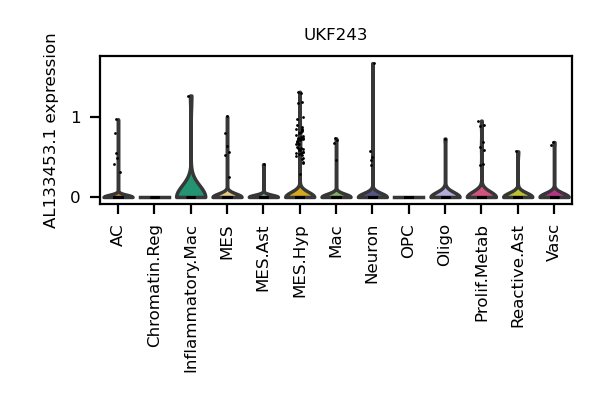 UKF243
AL133453.1 expression
1
0
AC
Chromatin.Reg
Inflammatory.Mac
MES
MES.Ast
MES.Hyp
Mac
Neuron
OPC
Oligo
Prolif.Metab
Reactive.Ast
Vasc